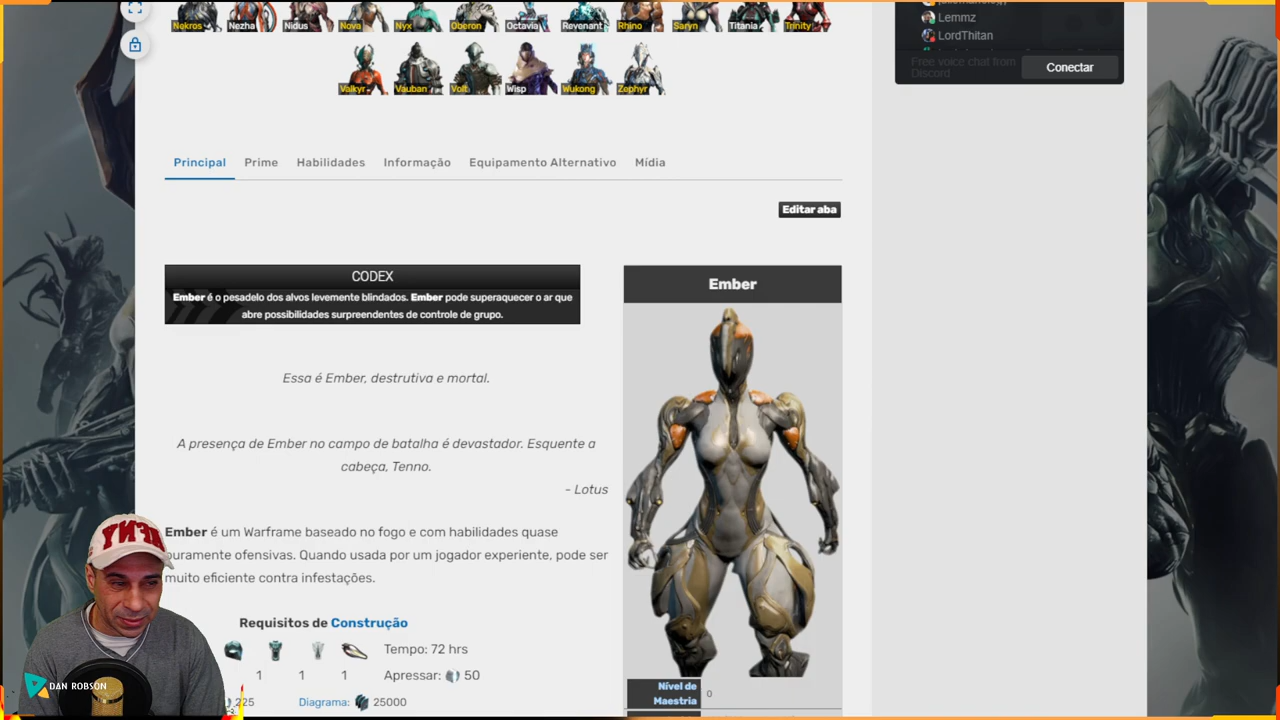 Nekros Nezha Nidus Nova Nyx Oberon Octavia Revenant Rhino Saryn Titania Trinity
Valkyr Vauban Volt Wisp Wukong Zephyr
Lemmz
LordThitan
Free voice chat from
Discord
Conectar
Principal Prime Habilidades Informação Equipamento Alternativo Mídia
Editar aba
CODEX
Ember é o pesadelo dos alvos levemente blindados. Ember pode superaquecer o ar que
abre possibilidades surpreendentes de controle de grupo.
Ember
Essa é Ember, destrutiva e mortal.
A presença de Ember no campo de batalha é devastador. Esquente a
cabeça, Tenno.
- Lotus
Ember é um Warframe baseado no fogo e com habilidades quase
puramente ofensivas. Quando usada por um jogador experiente, pode ser
muito eficiente contra infestações.
Requisitos de Construção
Tempo: 72 hrs
1 1 1 Apressar: 50
225 Diagrama: 25000
Nível de
Maestria
0
DAN ROBSON